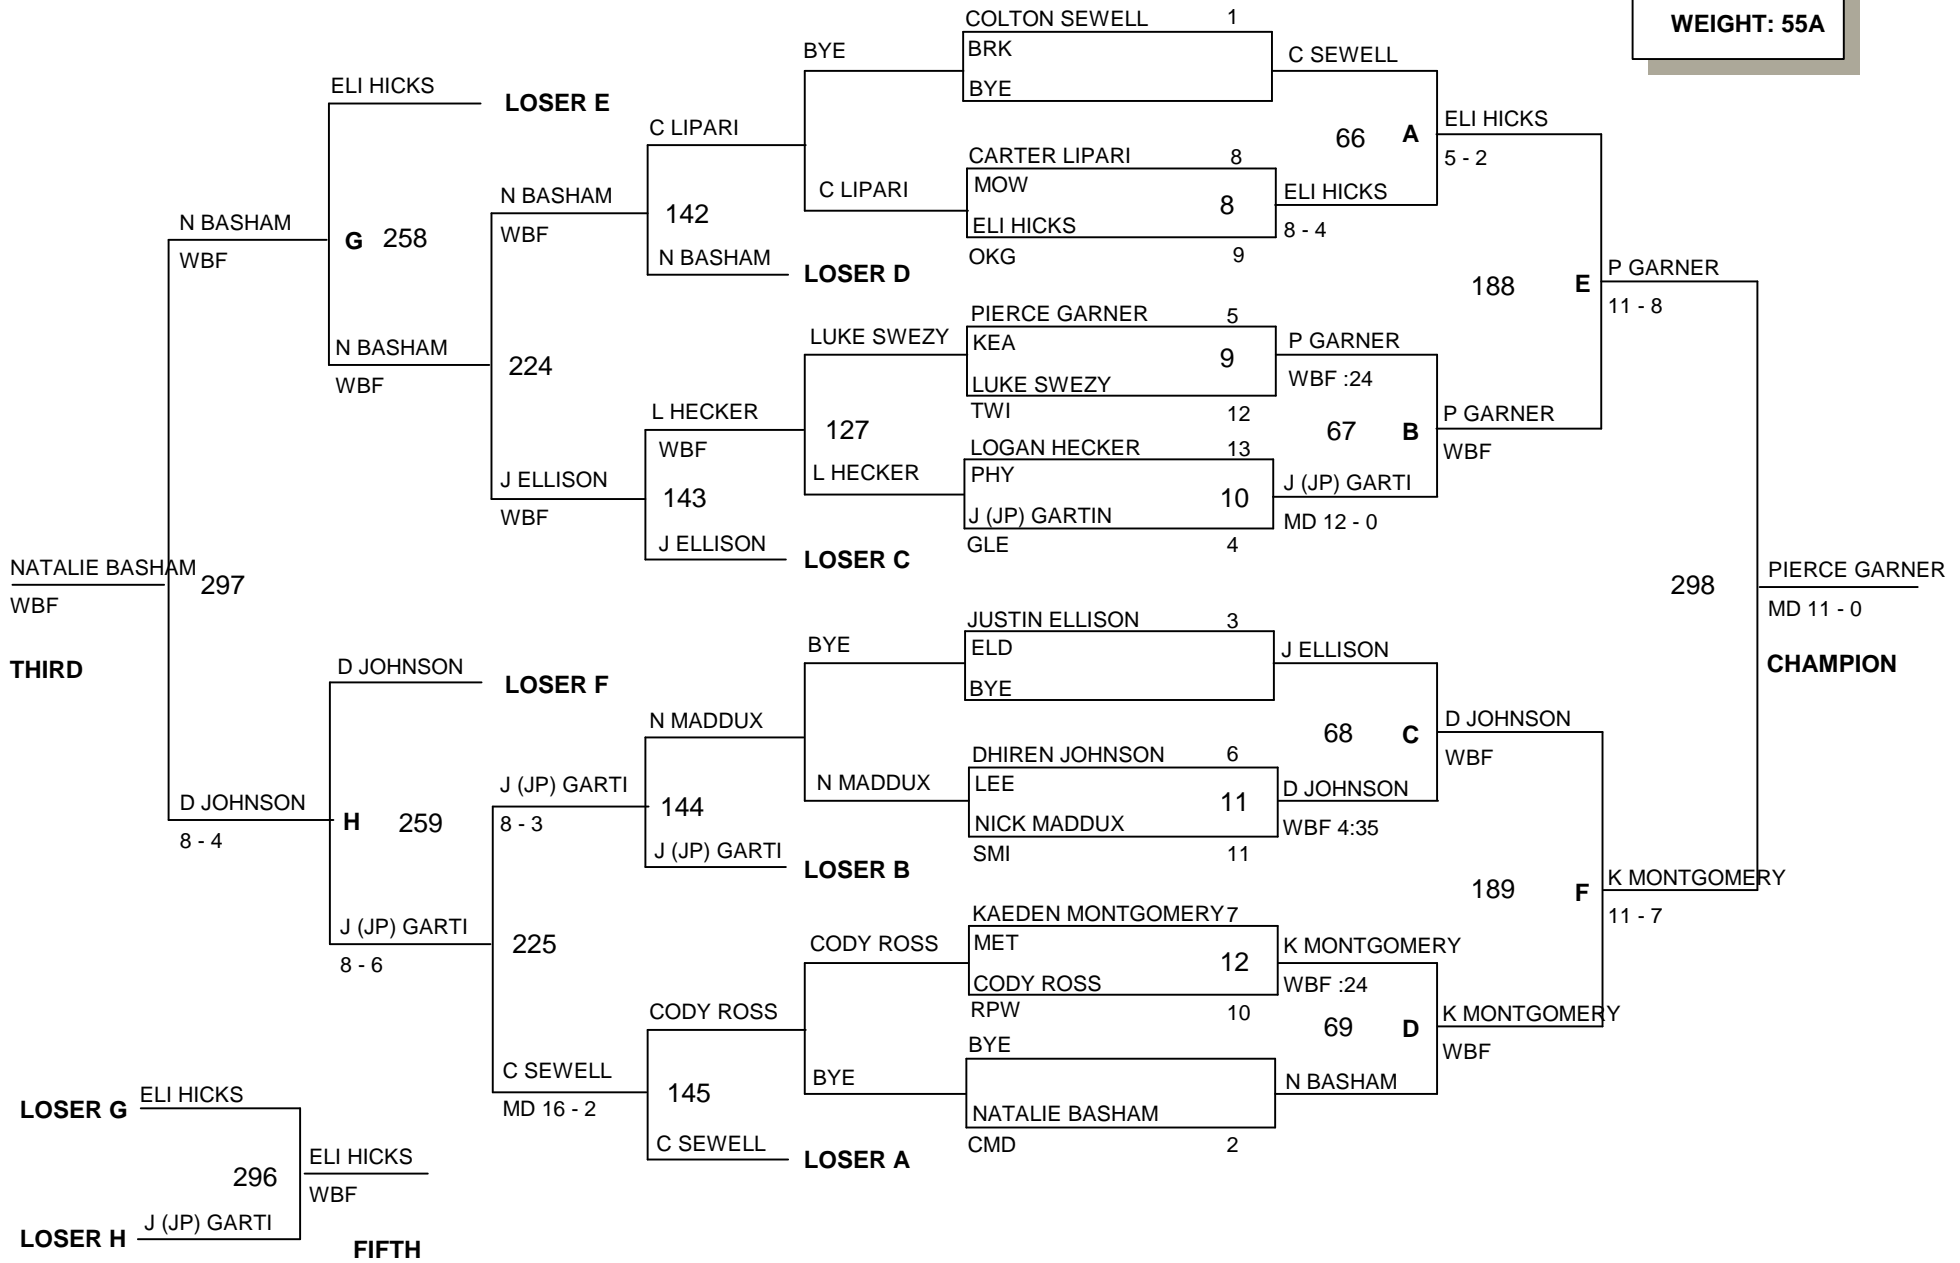 WEIGHT: 55A
COLTON SEWELL 1
BRK
BYE
BYE
C SEWELL
ELI HICKS
LOSER E
C LIPARI
66 A
ELI HICKS
5 - 2
CARTER LIPARI 8
MOW
8
ELI HICKS
OKG 9
C LIPARI
ELI HICKS
8 - 4
N BASHAM
WBF
142
N BASHAM
LOSER D
N BASHAM
WBF
G 258
188 E
P GARNER
11 - 8
PIERCE GARNER 5
KEA
9
LUKE SWEZY
TWI 12
LUKE SWEZY
P GARNER
WBF :24
N BASHAM
WBF
224
L HECKER
WBF
127
67 B
P GARNER
WBF
LOGAN HECKER 13
PHY
10
J (JP) GARTIN
GLE 4
L HECKER
J (JP) GARTI
MD 12 - 0
J ELLISON
WBF
143
J ELLISON
LOSER C
NATALIE BASHAM
WBF
297
THIRD
298
PIERCE GARNER
MD 11 - 0
CHAMPION
JUSTIN ELLISON 3
ELD
BYE
BYE
J ELLISON
D JOHNSON
LOSER F
N MADDUX
68 C
D JOHNSON
WBF
DHIREN JOHNSON 6
LEE
11
NICK MADDUX
SMI 11
N MADDUX
D JOHNSON
WBF 4:35
J (JP) GARTI
8 - 3
144
J (JP) GARTI
LOSER B
D JOHNSON
8 - 4
H 259
189 F
K MONTGOMERY
11 - 7
KAEDEN MONTGOMERY 7
MET
12
CODY ROSS
RPW 10
CODY ROSS
K MONTGOMERY
WBF :24
J (JP) GARTI
8 - 6
225
CODY ROSS
69 D
K MONTGOMERY
WBF
BYE
NATALIE BASHAM
CMD 2
BYE
N BASHAM
C SEWELL
MD 16 - 2
145
C SEWELL
LOSER A
LOSER G ELI HICKS
296
ELI HICKS
WBF
LOSER H J (JP) GARTI
FIFTH